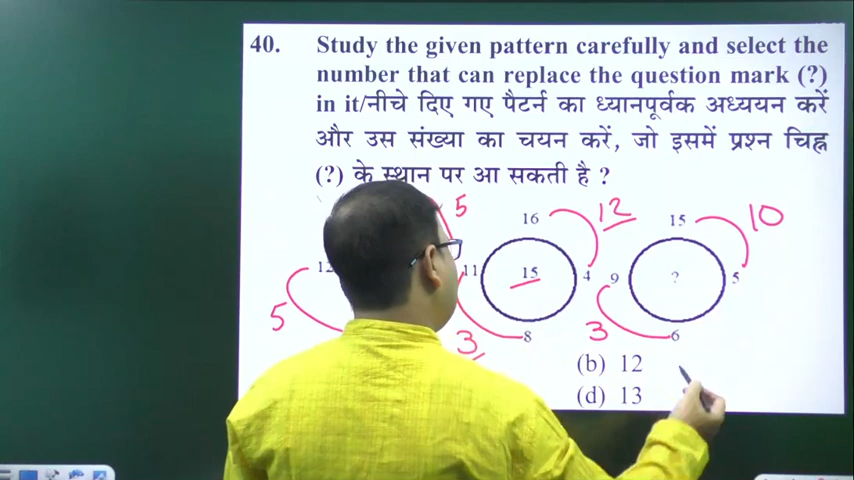 40. Study the given pattern carefully and select the
number that can replace the question mark (?)
in it/नीचे दिए गए पैटर्न का ध्यानपूर्वक अध्ययन करें
और उस संख्या का चयन करें, जो इसमें प्रश्न चिह्न
(?) के स्थान पर आ सकती है ?
5 16 12 15 10
12 11 15 4 9 ? 5
5 3 8 3 6
(b) 12
(d) 13